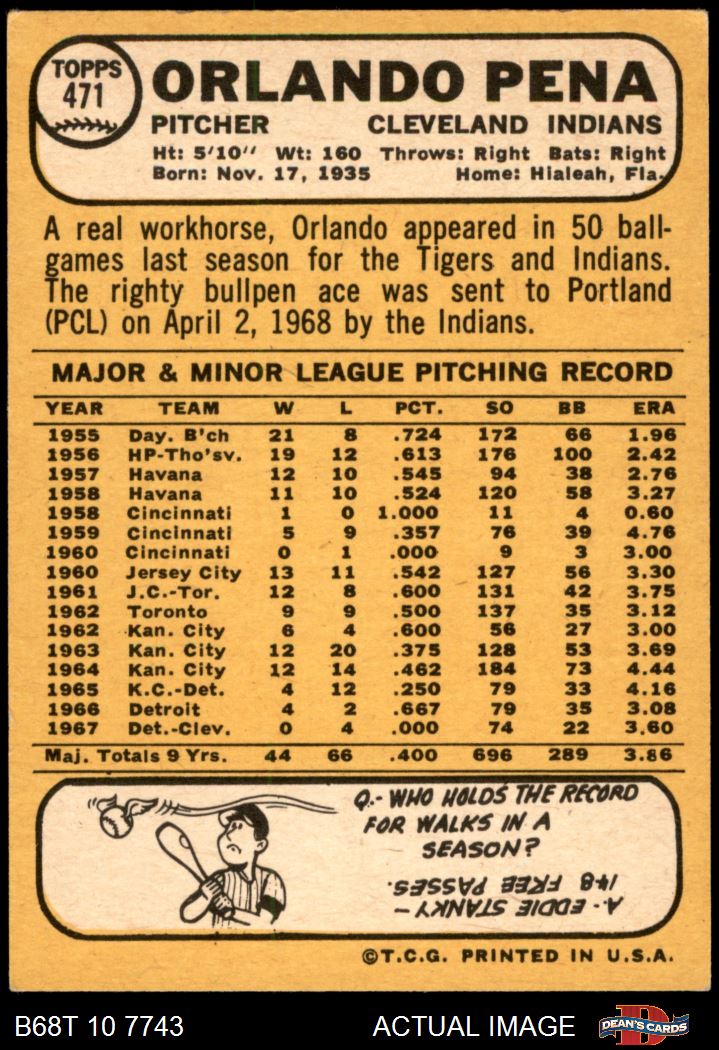 TOPPS
471
ORLANDO PENA
PITCHER CLEVELAND INDIANS
Ht: 5'10" Wt: 160 Throws: Right Bats: Right
Born: Nov. 17, 1935 Home: Hialeah, Fla.
A real workhorse, Orlando appeared in 50 ball-
games last season for the Tigers and Indians.
The righty bullpen ace was sent to Portland
(PCL) on April 2, 1968 by the Indians.
MAJOR & MINOR LEAGUE PITCHING RECORD
YEAR TEAM W L PCT. SO BB ERA
1955 Day. B'ch 21 8 .724 172 66 1.96
1956 HP-Tho'sv. 19 12 .613 176 100 2.42
1957 Havana 12 10 .545 94 38 2.76
1958 Havana 11 10 .524 120 58 3.27
1958 Cincinnati 1 0 1.000 11 4 0.60
1959 Cincinnati 5 9 .357 76 39 4.76
1960 Cincinnati 0 1 .000 9 3 3.00
1960 Jersey City 13 11 .542 127 56 3.30
1961 J.C.-Tor. 12 8 .600 131 42 3.75
1962 Toronto 9 9 .500 137 35 3.12
1962 Kan. City 6 4 .600 56 27 3.00
1963 Kan. City 12 20 .375 128 53 3.69
1964 Kan. City 12 14 .462 184 73 4.44
1965 K.C.-Det. 4 12 .250 79 33 4.16
1966 Detroit 4 2 .667 79 35 3.08
1967 Det.-Clev. 0 4 .000 74 22 3.60
Maj. Totals 9 Yrs. 44 66 .400 696 289 3.86
Q.- WHO HOLDS THE RECORD
FOR WALKS IN A
SEASON?
A.- EDDIE STANKY —
148 FREE PASSES.
©T.C.G. PRINTED IN U.S.A.
B68T 10 7743 ACTUAL IMAGE DEAN'S CARDS